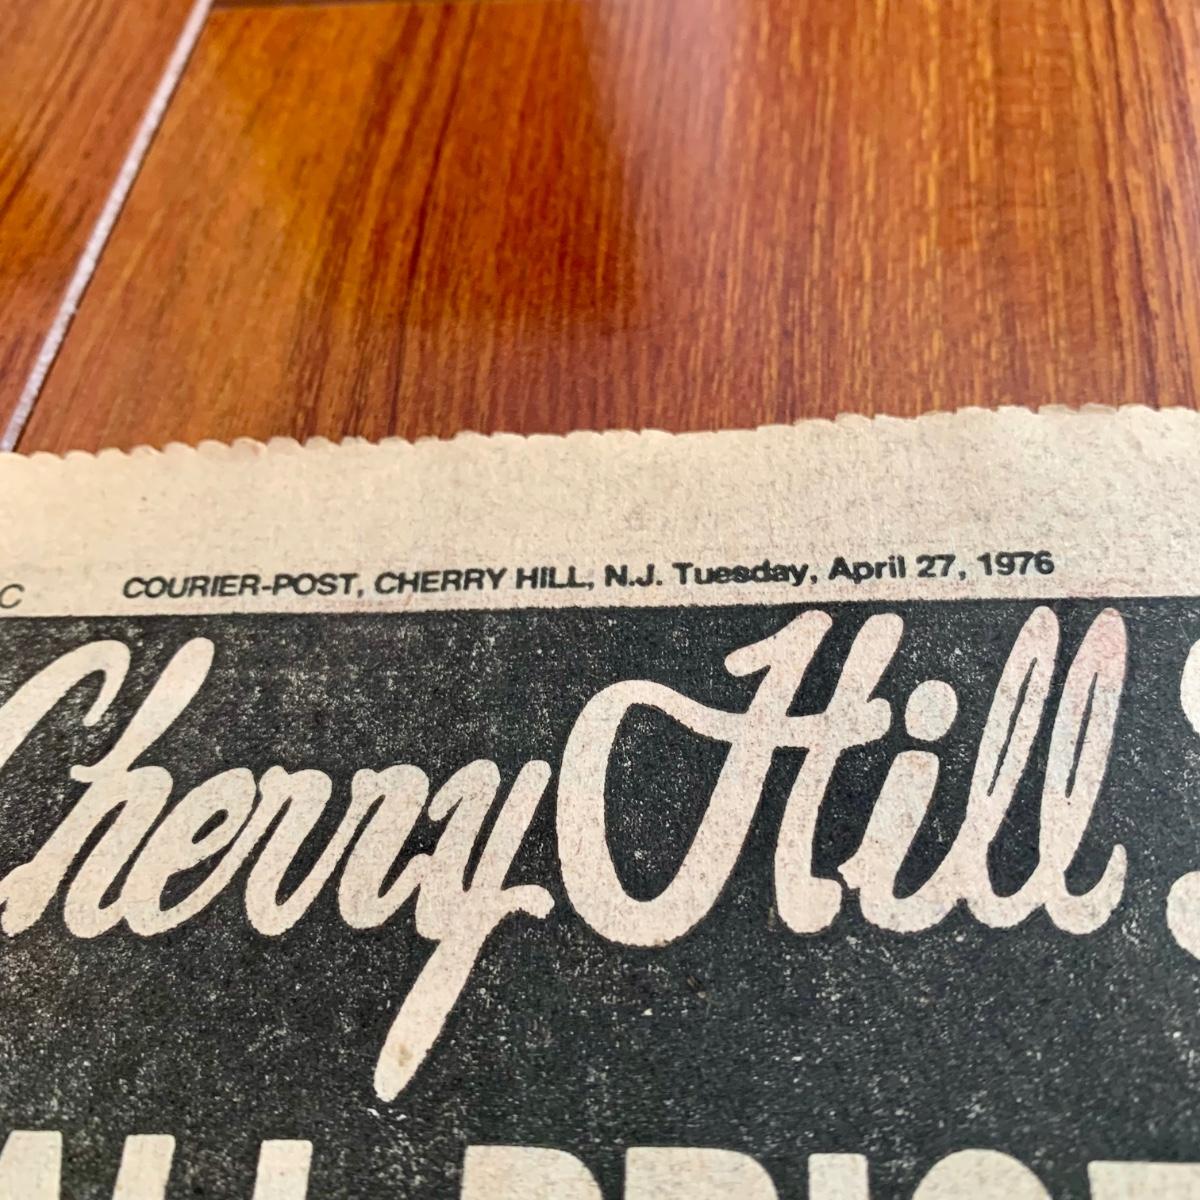 C COURIER-POST, CHERRY HILL, N.J. Tuesday, April 27, 1976
Cherry Hill